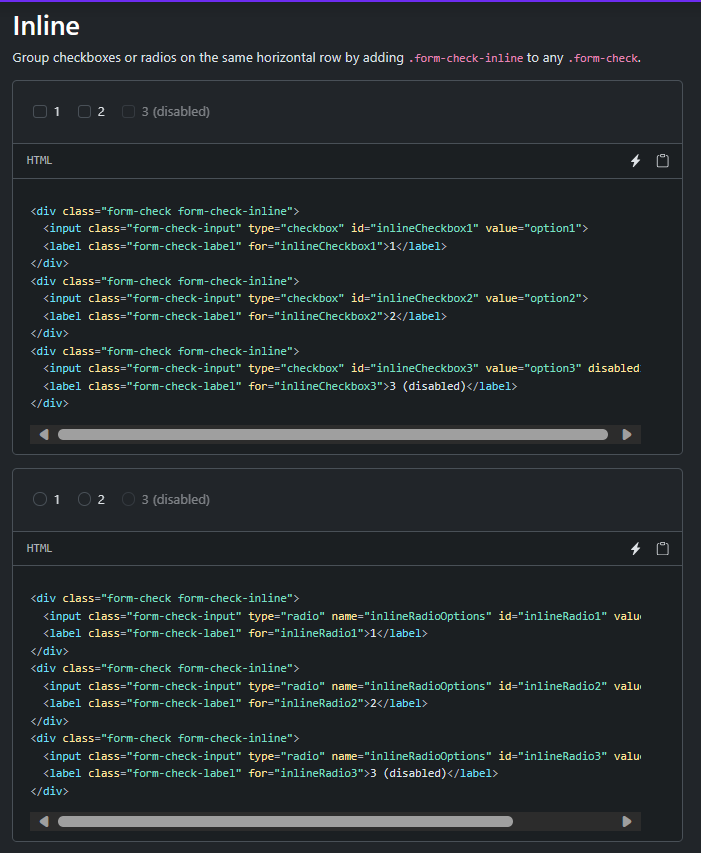 Inline
Group checkboxes or radios on the same horizontal row by adding .form-check-inline to any .form-check.
1 2 3 (disabled)
HTML
<div class="form-check form-check-inline">
  <input class="form-check-input" type="checkbox" id="inlineCheckbox1" value="option1">
  <label class="form-check-label" for="inlineCheckbox1">1</label>
</div>
<div class="form-check form-check-inline">
  <input class="form-check-input" type="checkbox" id="inlineCheckbox2" value="option2">
  <label class="form-check-label" for="inlineCheckbox2">2</label>
</div>
<div class="form-check form-check-inline">
  <input class="form-check-input" type="checkbox" id="inlineCheckbox3" value="option3" disabled
  <label class="form-check-label" for="inlineCheckbox3">3 (disabled)</label>
</div>
1 2 3 (disabled)
HTML
<div class="form-check form-check-inline">
  <input class="form-check-input" type="radio" name="inlineRadioOptions" id="inlineRadio1" valu
  <label class="form-check-label" for="inlineRadio1">1</label>
</div>
<div class="form-check form-check-inline">
  <input class="form-check-input" type="radio" name="inlineRadioOptions" id="inlineRadio2" valu
  <label class="form-check-label" for="inlineRadio2">2</label>
</div>
<div class="form-check form-check-inline">
  <input class="form-check-input" type="radio" name="inlineRadioOptions" id="inlineRadio3" valu
  <label class="form-check-label" for="inlineRadio3">3 (disabled)</label>
</div>